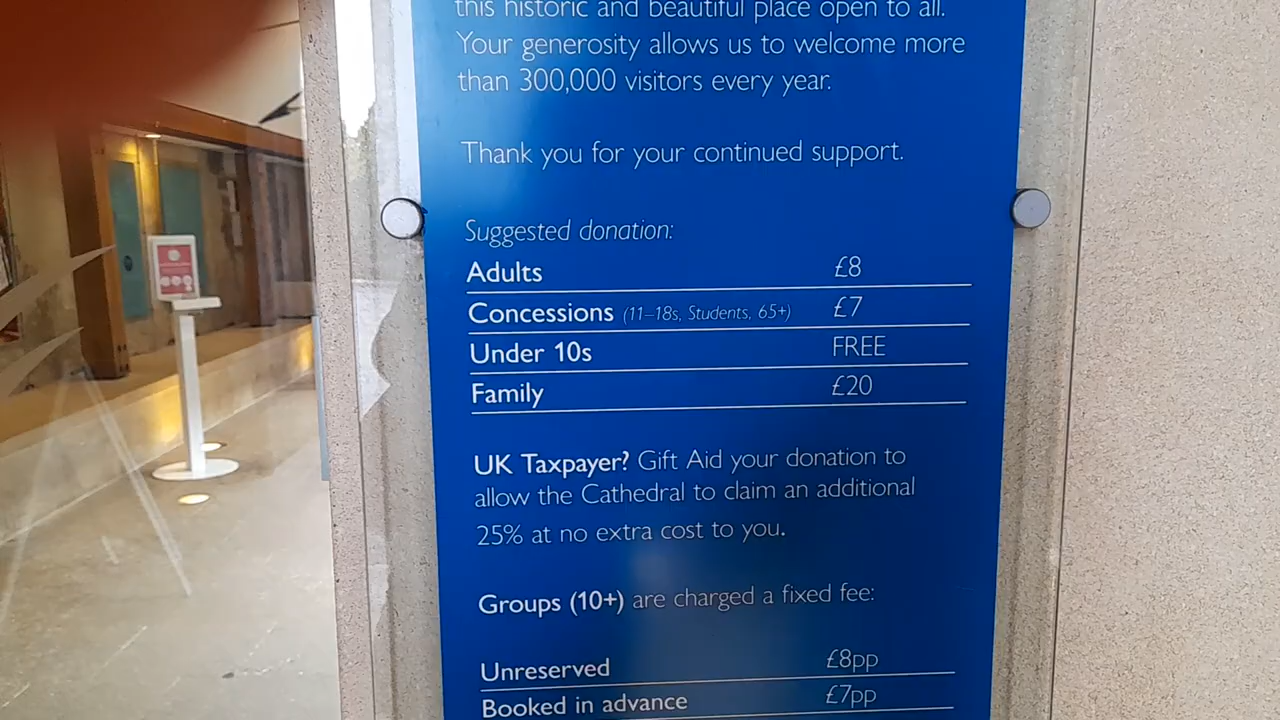 this historic and beautiful place open to all.
Your generosity allows us to welcome more
than 300,000 visitors every year.
Thank you for your continued support.
Suggested donation:
Adults £8
Concessions (11–18s, Students, 65+) £7
Under 10s FREE
Family £20
UK Taxpayer? Gift Aid your donation to
allow the Cathedral to claim an additional
25% at no extra cost to you.
Groups (10+) are charged a fixed fee:
Unreserved £8pp
Booked in advance £7pp